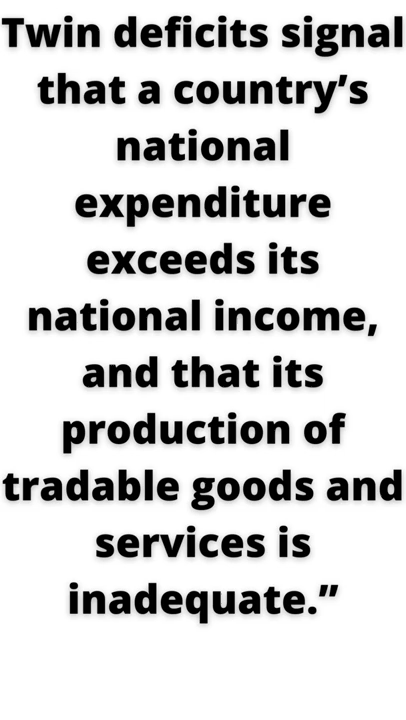 Twin deficits signal
that a country’s
national
expenditure
exceeds its
national income,
and that its
production of
tradable goods and
services is
inadequate.”